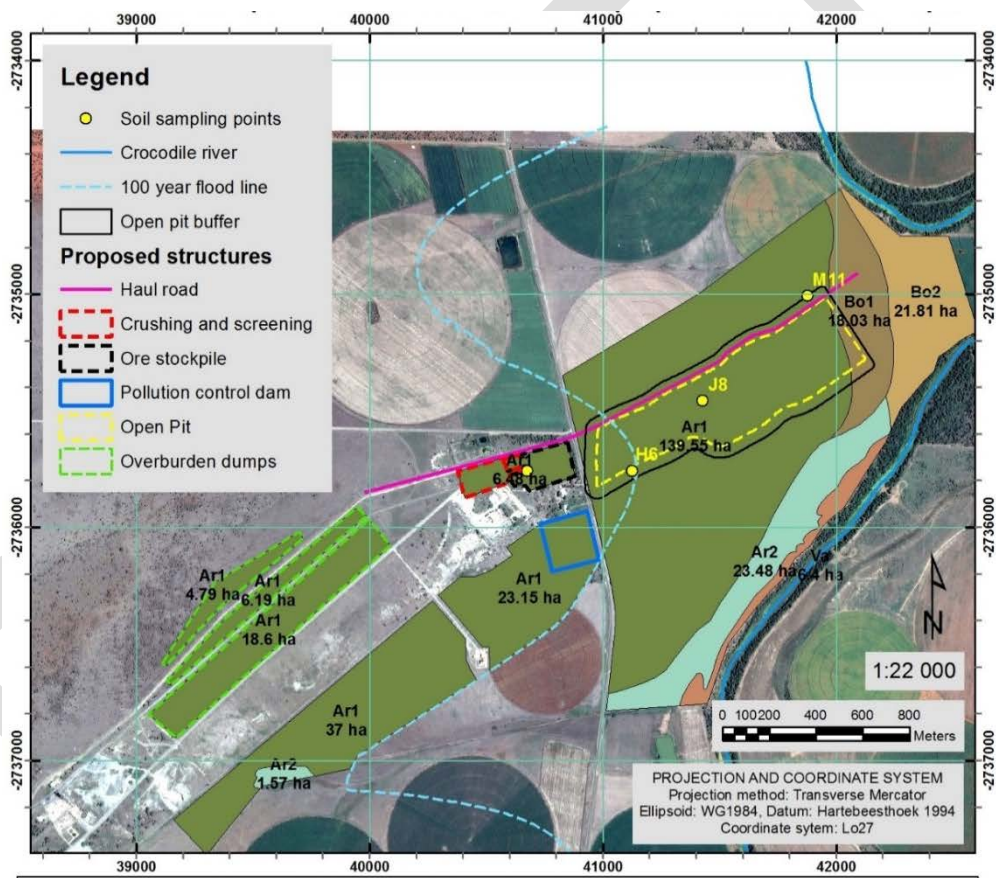 39000 40000 41000 42000
-2734000
-2734000
Legend
Soil sampling points
Crocodile river
100 year flood line
Open pit buffer
Proposed structures
Haul road
Crushing and screening
Ore stockpile
Pollution control dam
Open Pit
Overburden dumps
-2735000
-2735000
M11
Bo1
18.03 ha
Bo2
21.81 ha
J8
Ar1
139.55 ha
H6
Ar1
6.48 ha
-2736000
-2736000
Ar1
4.79 ha
Ar1
6.19 ha
Ar1
18.6 ha
Ar1
23.15 ha
Ar2
23.48 ha
Va
6.4 ha
N
1:22 000
Ar1
37 ha
Ar2
1.57 ha
0 100 200 400 600 800
Meters
-2737000
-2737000
PROJECTION AND COORDINATE SYSTEM
Projection method: Transverse Mercator
Ellipsoid: WG1984, Datum: Hartebeesthoek 1994
Coordinate sytem: Lo27
39000 40000 41000 42000